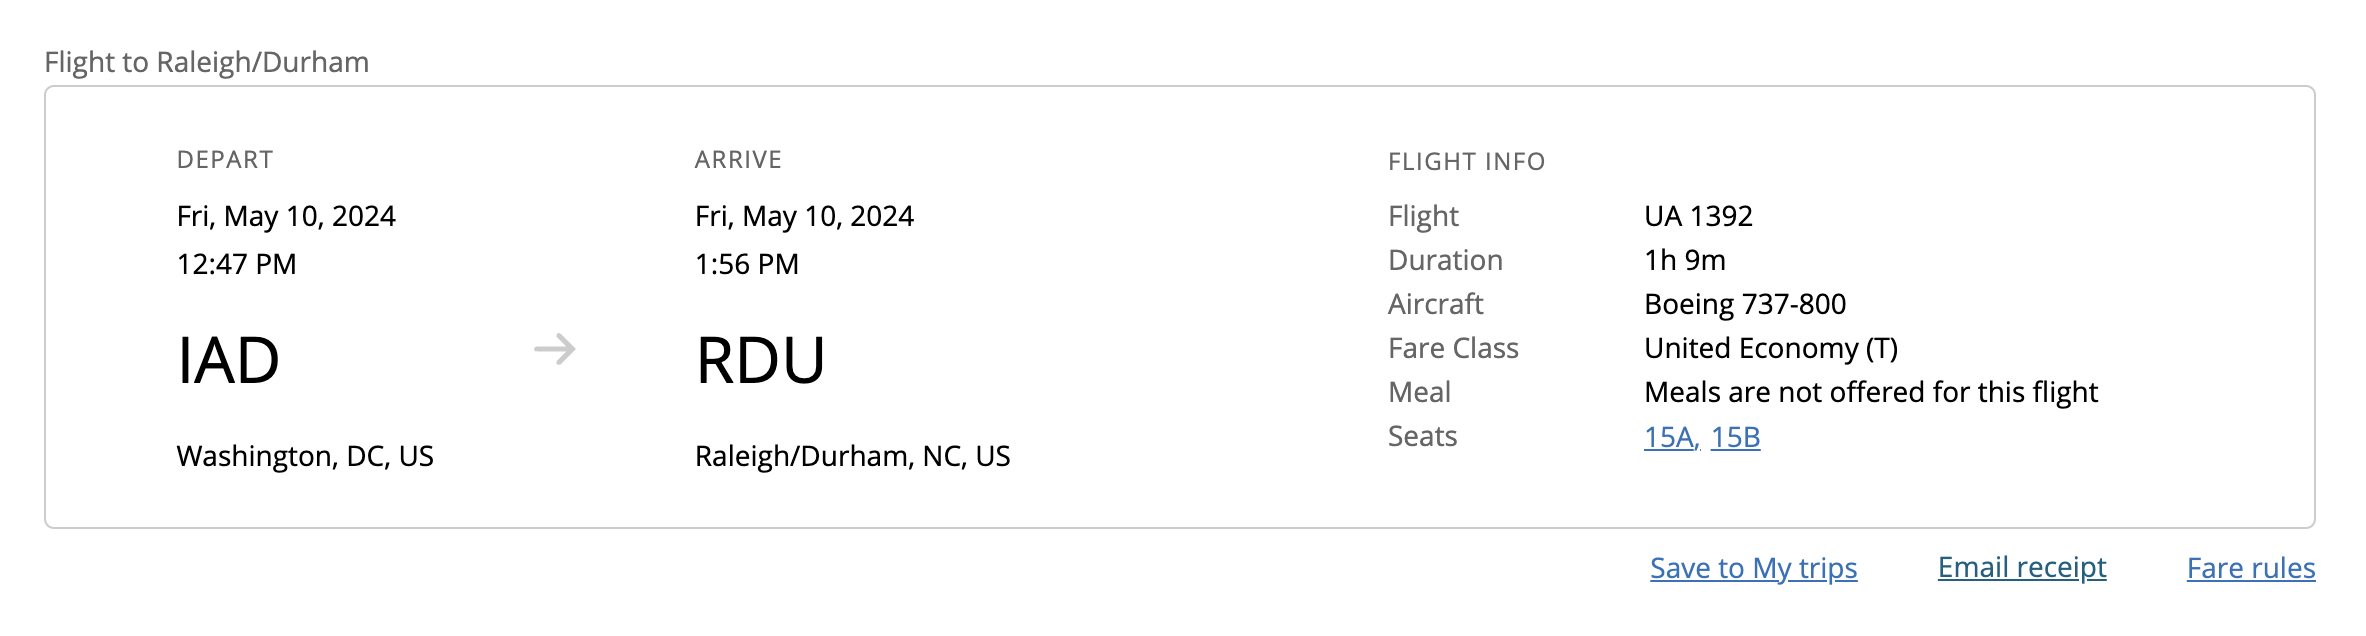 Flight to Raleigh/Durham
DEPART
Fri, May 10, 2024
12:47 PM
IAD
Washington, DC, US
ARRIVE
Fri, May 10, 2024
1:56 PM
RDU
Raleigh/Durham, NC, US
FLIGHT INFO
Flight UA 1392
Duration 1h 9m
Aircraft Boeing 737-800
Fare Class United Economy (T)
Meal Meals are not offered for this flight
Seats 15A, 15B
Save to My trips Email receipt Fare rules